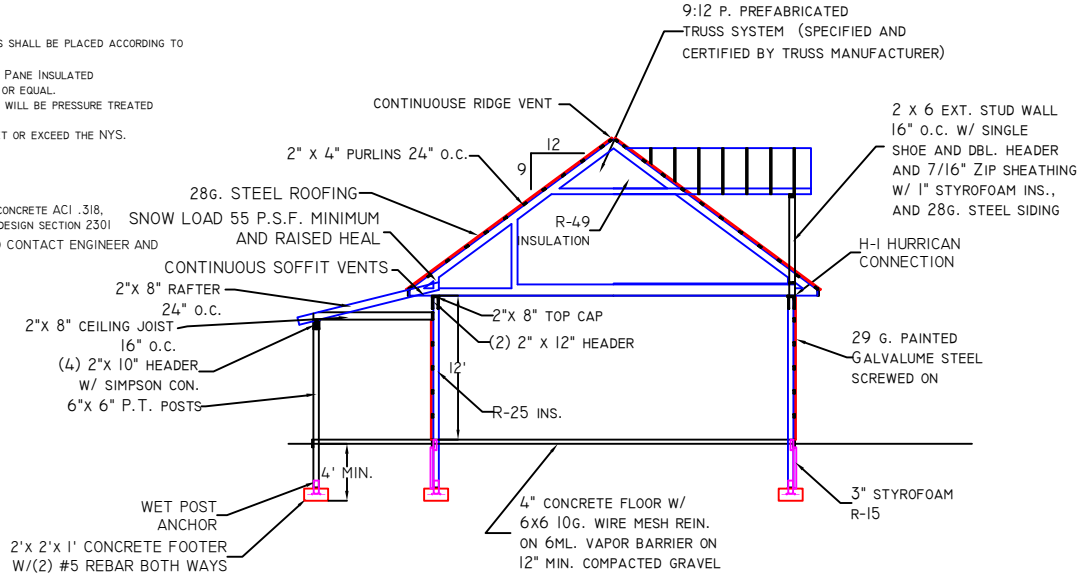 S SHALL BE PLACED ACCORDING TO
PANE INSULATED
OR EQUAL.
WILL BE PRESSURE TREATED
T OR EXCEED THE NYS.
CONCRETE ACI .318,
DESIGN SECTION 2301
O CONTACT ENGINEER AND
9:12 P. PREFABRICATED
TRUSS SYSTEM (SPECIFIED AND
CERTIFIED BY TRUSS MANUFACTURER)
CONTINUOUSE RIDGE VENT
12
9
2" X 4" PURLINS 24" O.C.
28G. STEEL ROOFING
SNOW LOAD 55 P.S.F. MINIMUM
AND RAISED HEAL
CONTINUOUS SOFFIT VENTS
2"X 8" RAFTER
24" O.C.
2"X 8" CEILING JOIST
16" O.C.
(4) 2"X 10" HEADER
W/ SIMPSON CON.
6"X 6" P.T. POSTS
R-49
INSULATION
2 X 6 EXT. STUD WALL
16" O.C. W/ SINGLE
SHOE AND DBL. HEADER
AND 7/16" ZIP SHEATHING
W/ 1" STYROFOAM INS.,
AND 28G. STEEL SIDING
H-1 HURRICAN
CONNECTION
2"X 8" TOP CAP
(2) 2" X 12" HEADER
12'
R-25 INS.
29 G. PAINTED
GALVALUME STEEL
SCREWED ON
4' MIN.
WET POST
ANCHOR
2'X 2'X 1' CONCRETE FOOTER
W/(2) #5 REBAR BOTH WAYS
4" CONCRETE FLOOR W/
6X6 10G. WIRE MESH REIN.
ON 6ML. VAPOR BARRIER ON
12" MIN. COMPACTED GRAVEL
3" STYROFOAM
R-15